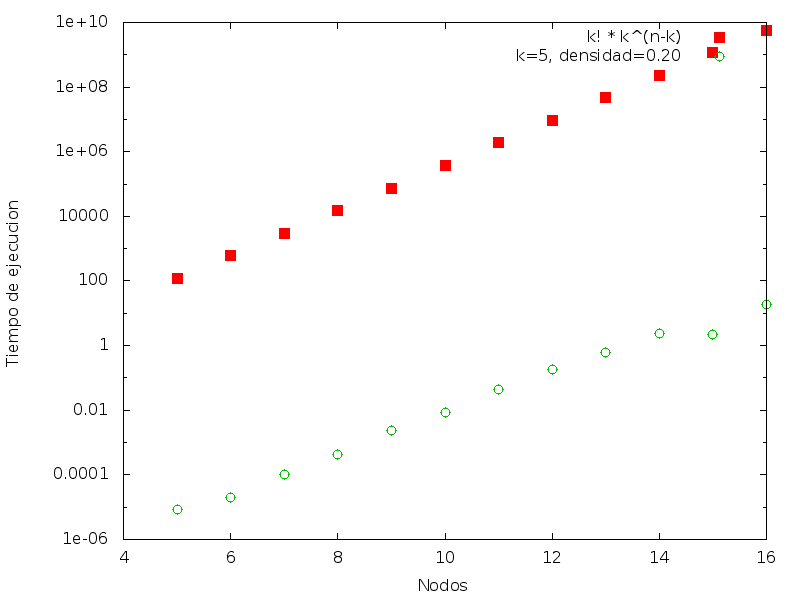 1e+10
1e+08
1e+06
10000
100
1
0.01
0.0001
1e-06
4 6 8 10 12 14 16
Nodos
Tiempo de ejecucion
k! * k^(n-k)
k=5, densidad=0.20